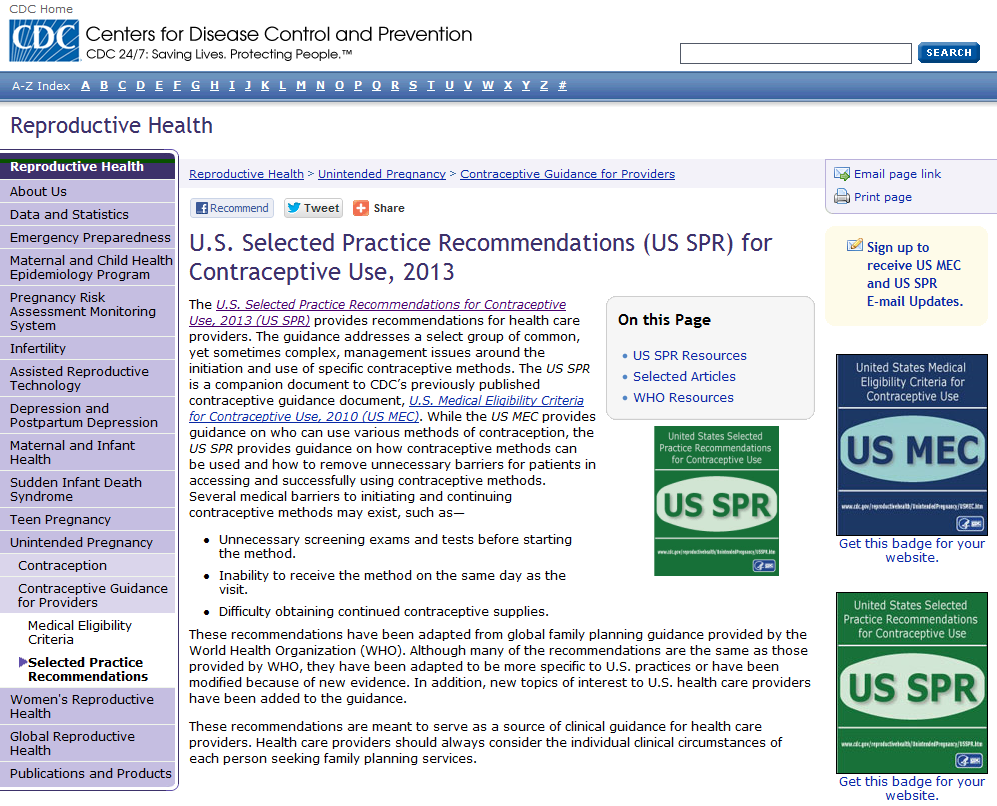 CDC Home
CDC
Centers for Disease Control and Prevention
CDC 24/7: Saving Lives. Protecting People.™
SEARCH
A-Z Index A B C D E F G H I J K L M N O P Q R S T U V W X Y Z #
Reproductive Health
Reproductive Health
About Us
Data and Statistics
Emergency Preparedness
Maternal and Child Health
Epidemiology Program
Pregnancy Risk
Assessment Monitoring
System
Infertility
Assisted Reproductive
Technology
Depression and
Postpartum Depression
Maternal and Infant
Health
Sudden Infant Death
Syndrome
Teen Pregnancy
Unintended Pregnancy
Contraception
Contraceptive Guidance
for Providers
Medical Eligibility
Criteria
Selected Practice
Recommendations
Women's Reproductive
Health
Global Reproductive
Health
Publications and Products
Reproductive Health > Unintended Pregnancy > Contraceptive Guidance for Providers
Recommend Tweet Share
U.S. Selected Practice Recommendations (US SPR) for
Contraceptive Use, 2013
The U.S. Selected Practice Recommendations for Contraceptive
Use, 2013 (US SPR) provides recommendations for health care
providers. The guidance addresses a select group of common,
yet sometimes complex, management issues around the
initiation and use of specific contraceptive methods. The US SPR
is a companion document to CDC's previously published
contraceptive guidance document, U.S. Medical Eligibility Criteria
for Contraceptive Use, 2010 (US MEC). While the US MEC provides
guidance on who can use various methods of contraception, the
US SPR provides guidance on how contraceptive methods can
be used and how to remove unnecessary barriers for patients in
accessing and successfully using contraceptive methods.
Several medical barriers to initiating and continuing
contraceptive methods may exist, such as—
• Unnecessary screening exams and tests before starting
the method.
• Inability to receive the method on the same day as the
visit.
• Difficulty obtaining continued contraceptive supplies.
These recommendations have been adapted from global family planning guidance provided by the
World Health Organization (WHO). Although many of the recommendations are the same as those
provided by WHO, they have been adapted to be more specific to U.S. practices or have been
modified because of new evidence. In addition, new topics of interest to U.S. health care providers
have been added to the guidance.
These recommendations are meant to serve as a source of clinical guidance for health care
providers. Health care providers should always consider the individual clinical circumstances of
each person seeking family planning services.
On this Page
• US SPR Resources
• Selected Articles
• WHO Resources
United States Selected
Practice Recommendations
for Contraceptive Use
US SPR
www.cdc.gov/reproductivehealth/UnintendedPregnancy/USSPR.htm
Email page link
Print page
Sign up to
receive US MEC
and US SPR
E-mail Updates.
United States Medical
Eligibility Criteria for
Contraceptive Use
US MEC
www.cdc.gov/reproductivehealth/UnintendedPregnancy/USMEC.htm
Get this badge for your
website.
United States Selected
Practice Recommendations
for Contraceptive Use
US SPR
www.cdc.gov/reproductivehealth/UnintendedPregnancy/USSPR.htm
Get this badge for your
website.